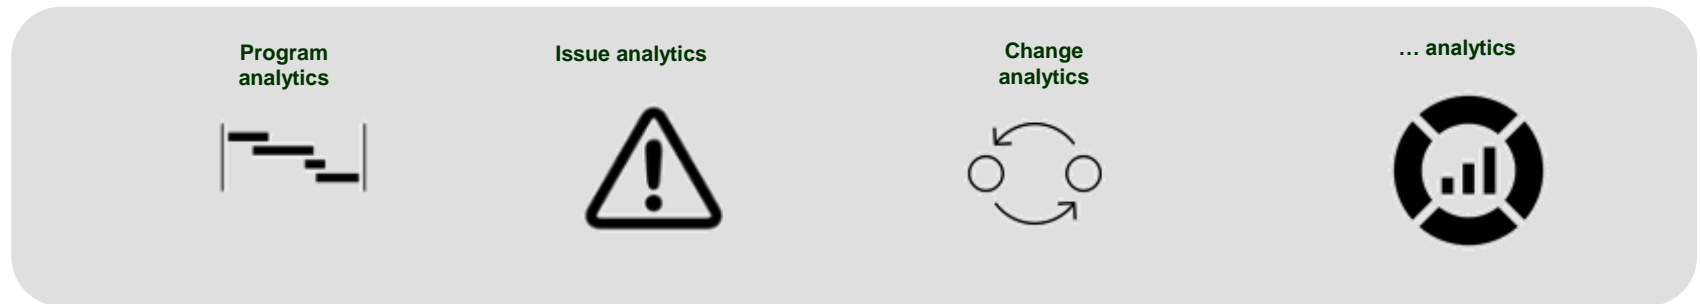 Program
analytics
Issue analytics
Change
analytics
… analytics